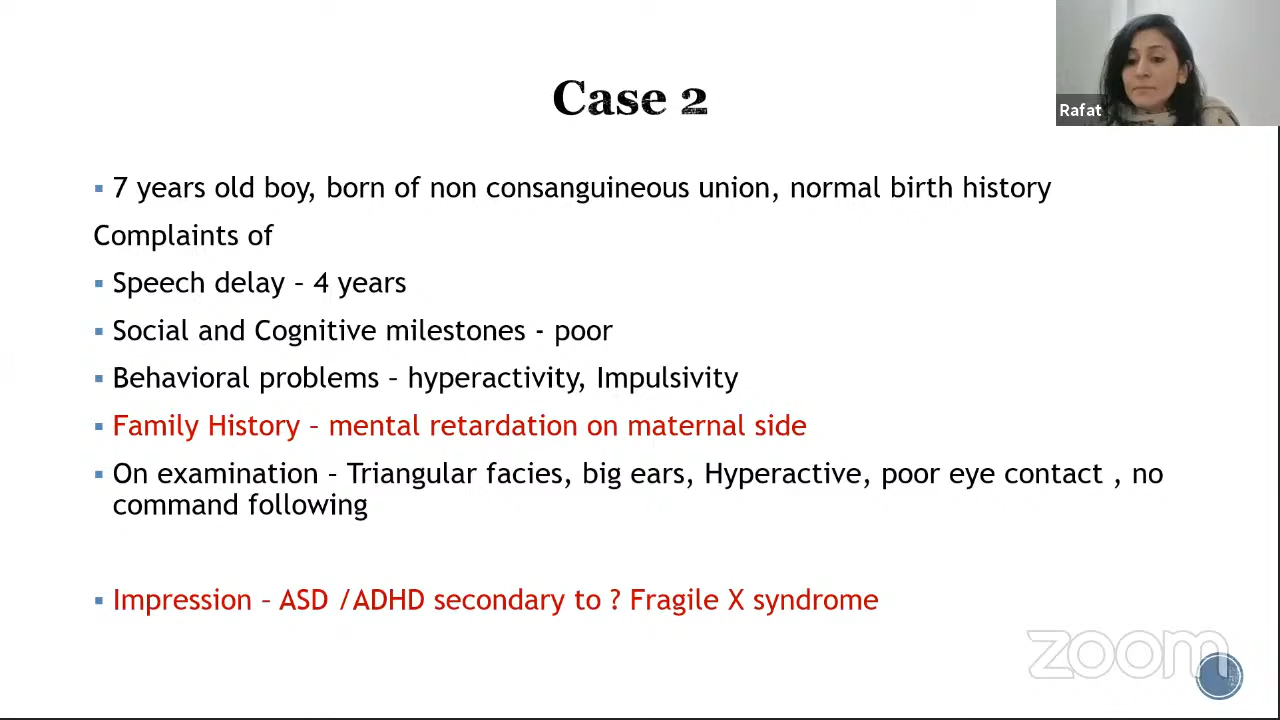 Case 2
Rafat
▪ 7 years old boy, born of non consanguineous union, normal birth history
Complaints of
▪ Speech delay – 4 years
▪ Social and Cognitive milestones - poor
▪ Behavioral problems – hyperactivity, Impulsivity
▪ Family History – mental retardation on maternal side
▪ On examination – Triangular facies, big ears, Hyperactive, poor eye contact , no
command following
▪ Impression – ASD /ADHD secondary to ? Fragile X syndrome
zoom